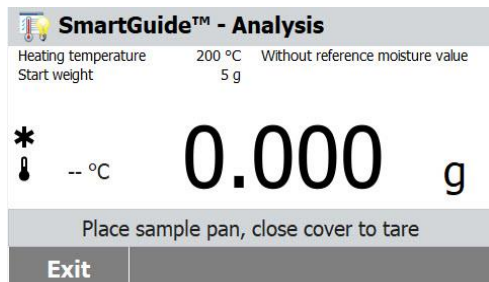 SmartGuide™ - Analysis
Heating temperature 200 °C Without reference moisture value
Start weight 5 g
-- °C 0.000 g
Place sample pan, close cover to tare
Exit